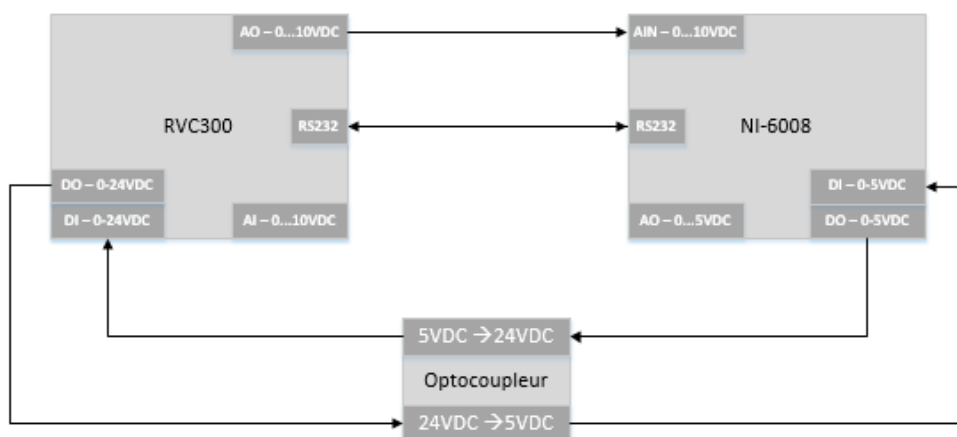 AO – 0...10VDC
AIN – 0...10VDC
RVC300
RS232
RS232
NI-6008
DO – 0-24VDC
DI – 0-24VDC
AI – 0...10VDC
AO – 0...5VDC
DI – 0-5VDC
DO – 0-5VDC
5VDC →24VDC
Optocoupleur
24VDC →5VDC